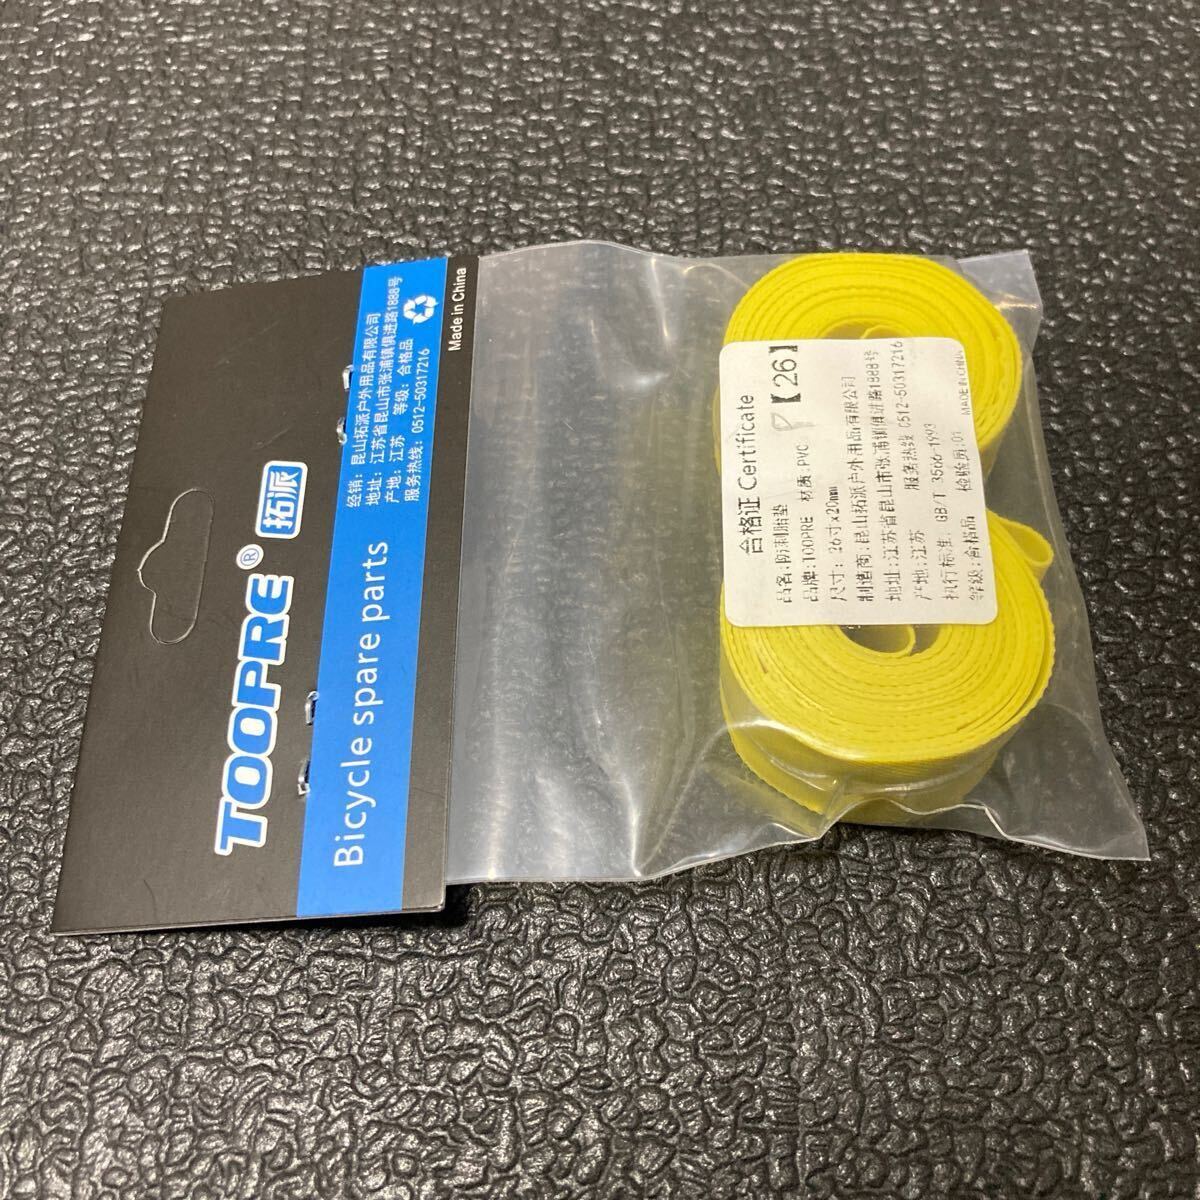 TOOPRE® 拓派
Bicycle spare parts
经销：昆山拓派户外用品有限公司
地址：江苏省昆山市张浦镇俱进路1888号
产地：江苏 等级：合格品
服务热线：0512-50317216
Made in China
合格证 Certificate
品名:防刺胎垫
品牌:TOOPRE 材质:PVC P【26】
尺寸: 26寸x20mm
制造商:昆山拓派户外用品有限公司
地址:江苏省昆山市张浦镇俱进路1888号
产地:江苏 服务热线 0512-50317216
执行标准: GB/T 3566-1993
等级:合格品 检验员:01 MADE IN CHINA